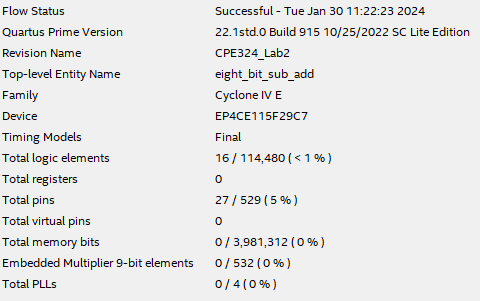 Flow Status Successful - Tue Jan 30 11:22:23 2024
Quartus Prime Version 22.1std.0 Build 915 10/25/2022 SC Lite Edition
Revision Name CPE324_Lab2
Top-level Entity Name eight_bit_sub_add
Family Cyclone IV E
Device EP4CE115F29C7
Timing Models Final
Total logic elements 16 / 114,480 ( < 1 % )
Total registers 0
Total pins 27 / 529 ( 5 % )
Total virtual pins 0
Total memory bits 0 / 3,981,312 ( 0 % )
Embedded Multiplier 9-bit elements 0 / 532 ( 0 % )
Total PLLs 0 / 4 ( 0 % )